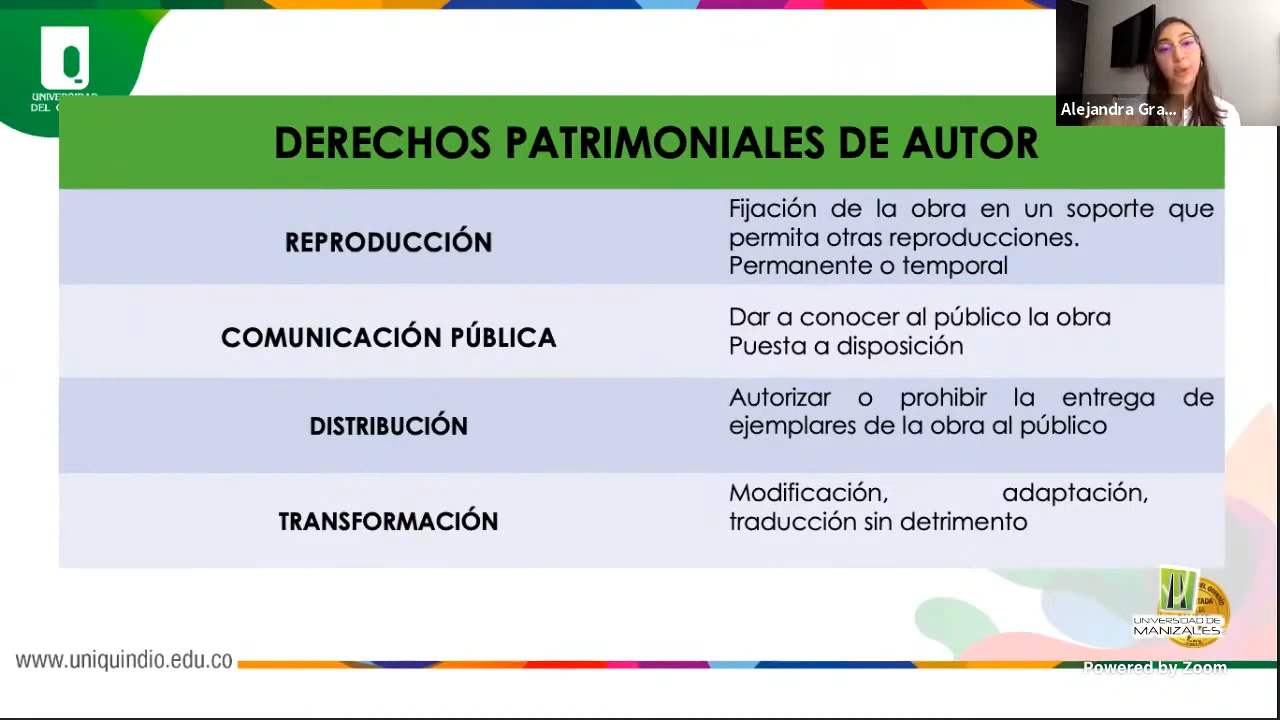 UNIVERSIDAD
DEL
Alejandra Gra...
DERECHOS PATRIMONIALES DE AUTOR
REPRODUCCIÓN
Fijación de la obra en un soporte que
permita otras reproducciones.
Permanente o temporal
COMUNICACIÓN PÚBLICA
Dar a conocer al público la obra
Puesta a disposición
DISTRIBUCIÓN
Autorizar o prohibir la entrega de
ejemplares de la obra al público
TRANSFORMACIÓN
Modificación, adaptación,
traducción sin detrimento
UNIVERSIDAD DE
MANIZALES
www.uniquindio.edu.co
Powered by Zoom